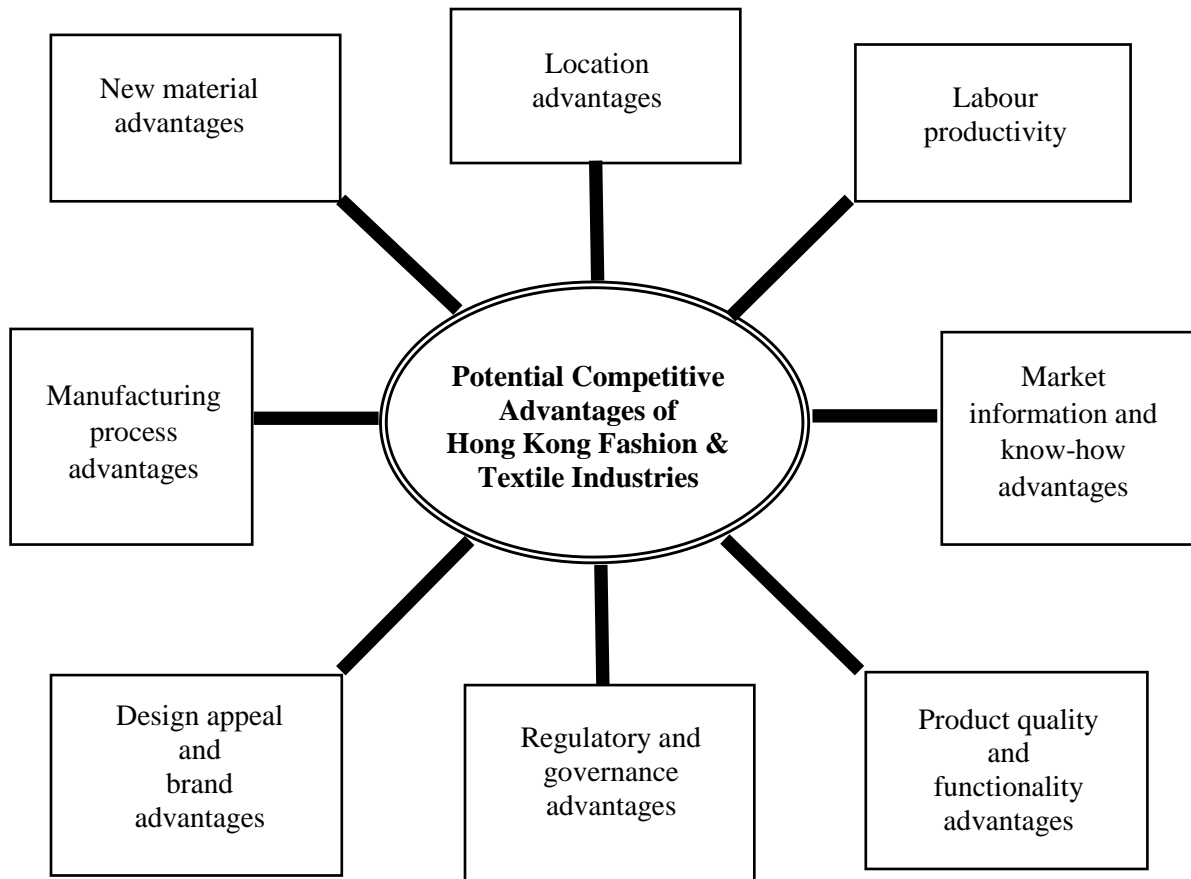 New material
advantages
Location
advantages
Labour
productivity
Manufacturing
process
advantages
Potential Competitive
Advantages of
Hong Kong Fashion &
Textile Industries
Market
information and
know-how
advantages
Design appeal
and
brand
advantages
Regulatory and
governance
advantages
Product quality
and
functionality
advantages